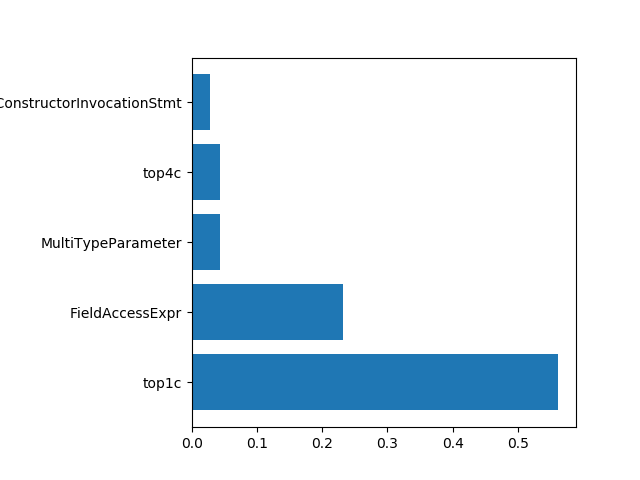 ConstructorInvocationStmt
top4c
MultiTypeParameter
FieldAccessExpr
top1c
0.0 0.1 0.2 0.3 0.4 0.5